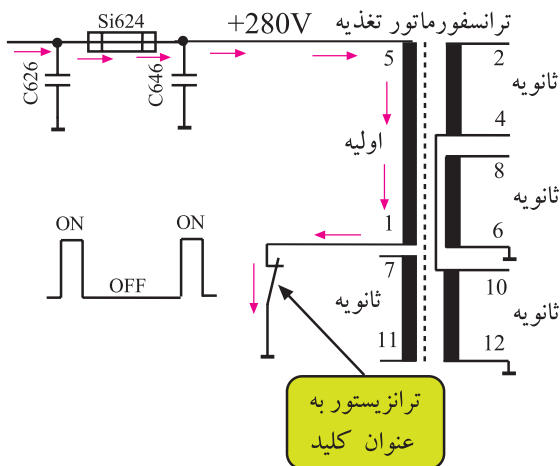 ترانسفورماتور تغذیه
Si624
+280V
C626
C646
5
2
ثانویه
4
اولیه
8
ثانویه
6
1
ON
ON
OFF
7
ثانویه
11
10
ثانویه
12
ترانزیستور به
عنوان کلید